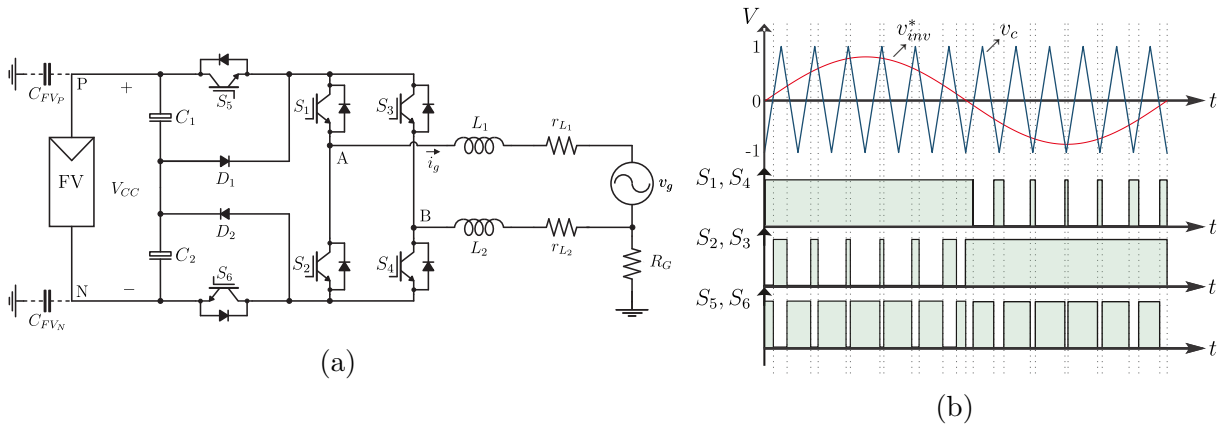 C_{FV_P}
P
+
S_5
C_1
D_1
FV
V_{CC}
D_2
C_2
S_6
N
−
C_{FV_N}
S_1
S_3
A
i_g
L_1
r_{L_1}
v_g
B
L_2
r_{L_2}
S_2
S_4
R_G
(a)
V
v^*_{inv}
v_c
1
0
-1
t
S_1, S_4
t
S_2, S_3
t
S_5, S_6
t
(b)